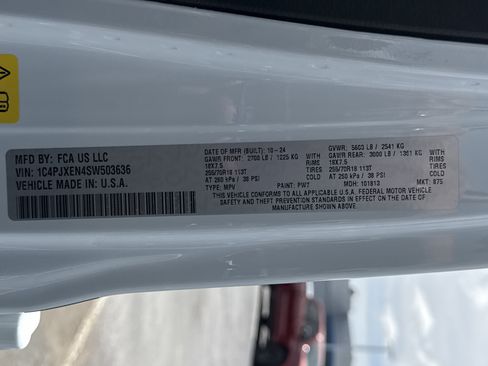 MFD BY: FCA US LLC
VIN: 1C4PJXEN4SW503636
VEHICLE MADE IN: U.S.A.
DATE OF MFR (BUILT): 10-24
GVWR: 5603 LB / 2541 KG
GAWR FRONT: 2700 LB / 1225 KG WITH
18X7.5 RIMS
255/70R18 113T TIRES
AT 260 kPa / 38 PSI COLD
GAWR REAR: 3000 LB / 1361 KG WITH
18X7.5 RIMS
255/70R18 113T TIRES
AT 260 kPa / 38 PSI COLD
TYPE: MPV PAINT: PW7 MDH: 101813 MKT: 875
THIS VEHICLE CONFORMS TO ALL APPLICABLE U.S.A. FEDERAL MOTOR VEHICLE
SAFETY AND THEFT PREVENTION STANDARDS IN EFFECT ON THE DATE OF
MANUFACTURE SHOWN ABOVE.